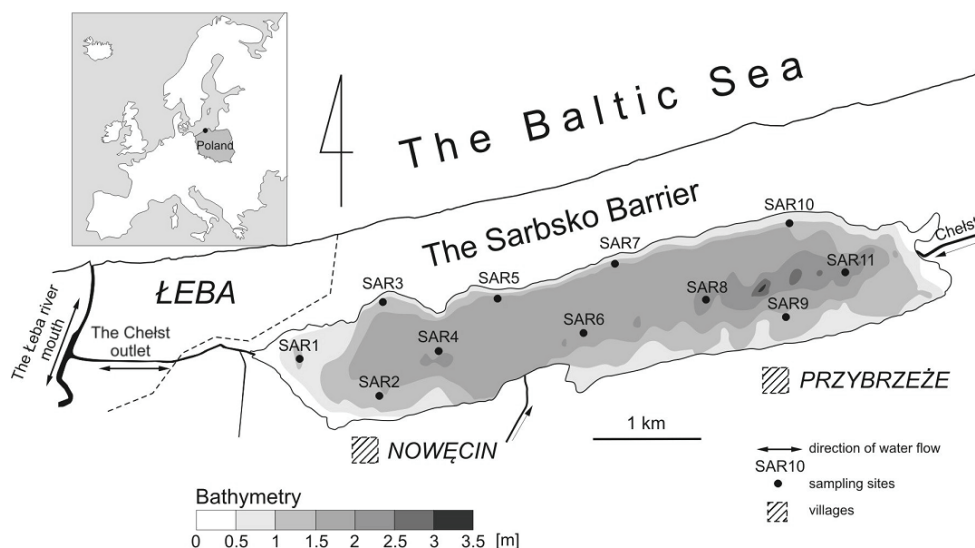 Poland
The Baltic Sea
The Sarbsko Barrier
SAR10
SAR7
Chełst
SAR11
ŁEBA
SAR3
SAR5
SAR8
SAR9
The Łeba river
mouth
The Chełst
outlet
SAR1
SAR4
SAR6
SAR2
PRZYBRZEŻE
NOWĘCIN
1 km
direction of water flow
SAR10
sampling sites
villages
Bathymetry
0 0.5 1 1.5 2 2.5 3 3.5 [m]